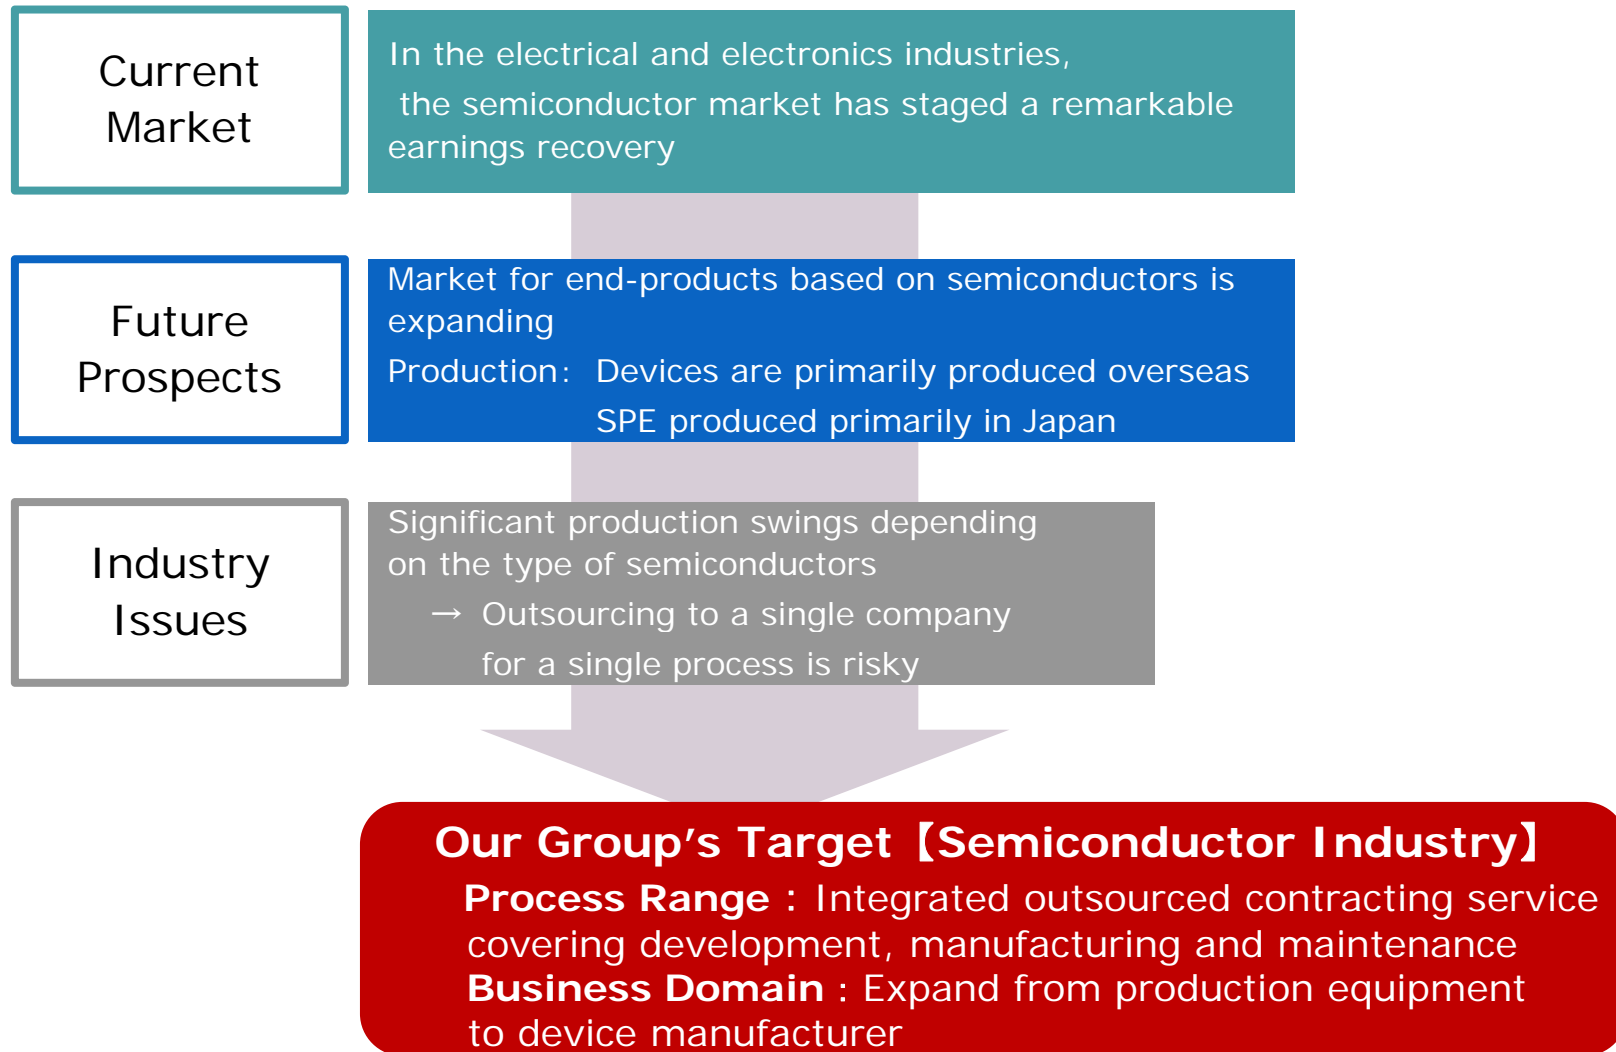 Current
Market
In the electrical and electronics industries,
the semiconductor market has staged a remarkable
earnings recovery
Future
Prospects
Market for end-products based on semiconductors is
expanding
Production: Devices are primarily produced overseas
SPE produced primarily in Japan
Industry
Issues
Significant production swings depending
on the type of semiconductors
→ Outsourcing to a single company
for a single process is risky
Our Group's Target【Semiconductor Industry】
Process Range : Integrated outsourced contracting service
covering development, manufacturing and maintenance
Business Domain : Expand from production equipment
to device manufacturer